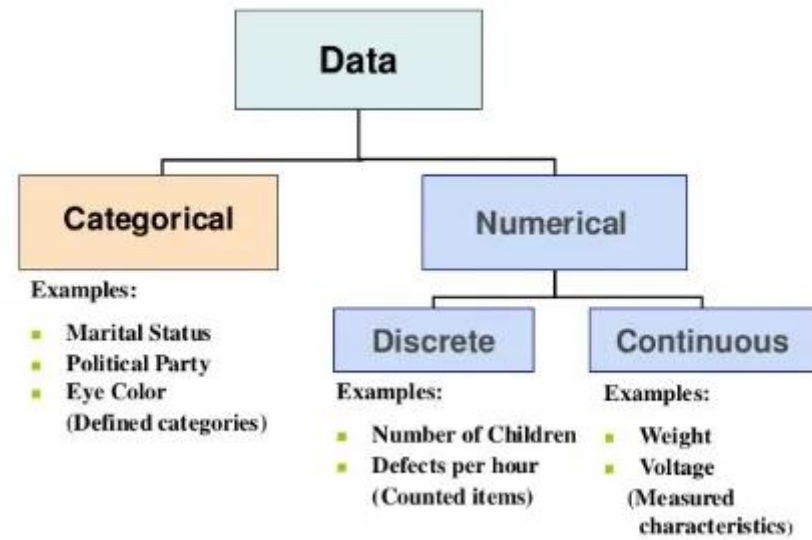 Data
Categorical
Numerical
Examples:
Marital Status
Political Party
Eye Color
(Defined categories)
Discrete
Continuous
Examples:
Number of Children
Defects per hour
(Counted items)
Examples:
Weight
Voltage
(Measured
characteristics)